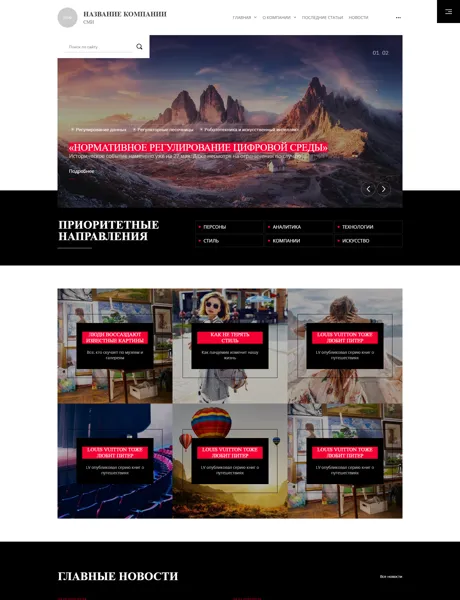 НАЗВАНИЕ КОМПАНИИ
СМИ
ГЛАВНАЯ
О КОМПАНИИ
ПОСЛЕДНИЕ СТАТЬИ
НОВОСТИ
Поиск по сайту
01. 02
Регулирование данных
Регуляторные песочницы
Робототехника и искусственный интеллект
«НОРМАТИВНОЕ РЕГУЛИРОВАНИЕ ЦИФРОВОЙ СРЕДЫ»
Историческое событие намечено уже на 27 мая.
Подробнее
ПРИОРИТЕТНЫЕ
НАПРАВЛЕНИЯ
ПЕРСОНЫ
АНАЛИТИКА
ТЕХНОЛОГИИ
СТИЛЬ
КОМПАНИИ
ИСКУССТВО
ЛЮДИ ВОССОЗДАЮТ
ИЗВЕСТНЫЕ КАРТИНЫ
Все, кто скучает по музеям и
галереям
КАК НЕ ТЕРЯТЬ
СТИЛЬ
Как пандемия изменит нашу
жизнь
LOUIS VUITTON ТОЖЕ
ЛЮБИТ ПИТЕР
LV опубликовал серию книг о
путешествиях
LOUIS VUITTON ТОЖЕ
ЛЮБИТ ПИТЕР
LV опубликовал серию книг о
путешествиях
LOUIS VUITTON ТОЖЕ
ЛЮБИТ ПИТЕР
LV опубликовал серию книг о
путешествиях
LOUIS VUITTON ТОЖЕ
ЛЮБИТ ПИТЕР
LV опубликовал серию книг о
путешествиях
ГЛАВНЫЕ НОВОСТИ
Все новости